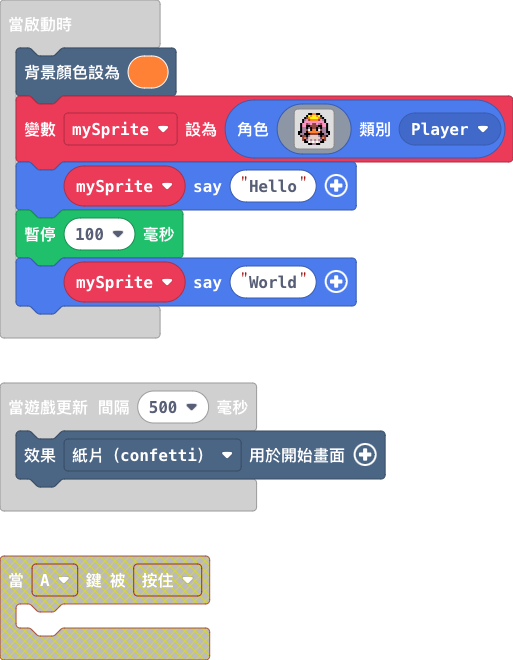 當啟動時
背景顏色設為
變數 mySprite 設為 角色 類別 Player
mySprite say "Hello"
暫停 100 毫秒
mySprite say "World"
當遊戲更新 間隔 500 毫秒
效果 紙片 (confetti) 用於開始畫面
當 A 鍵 被 按住